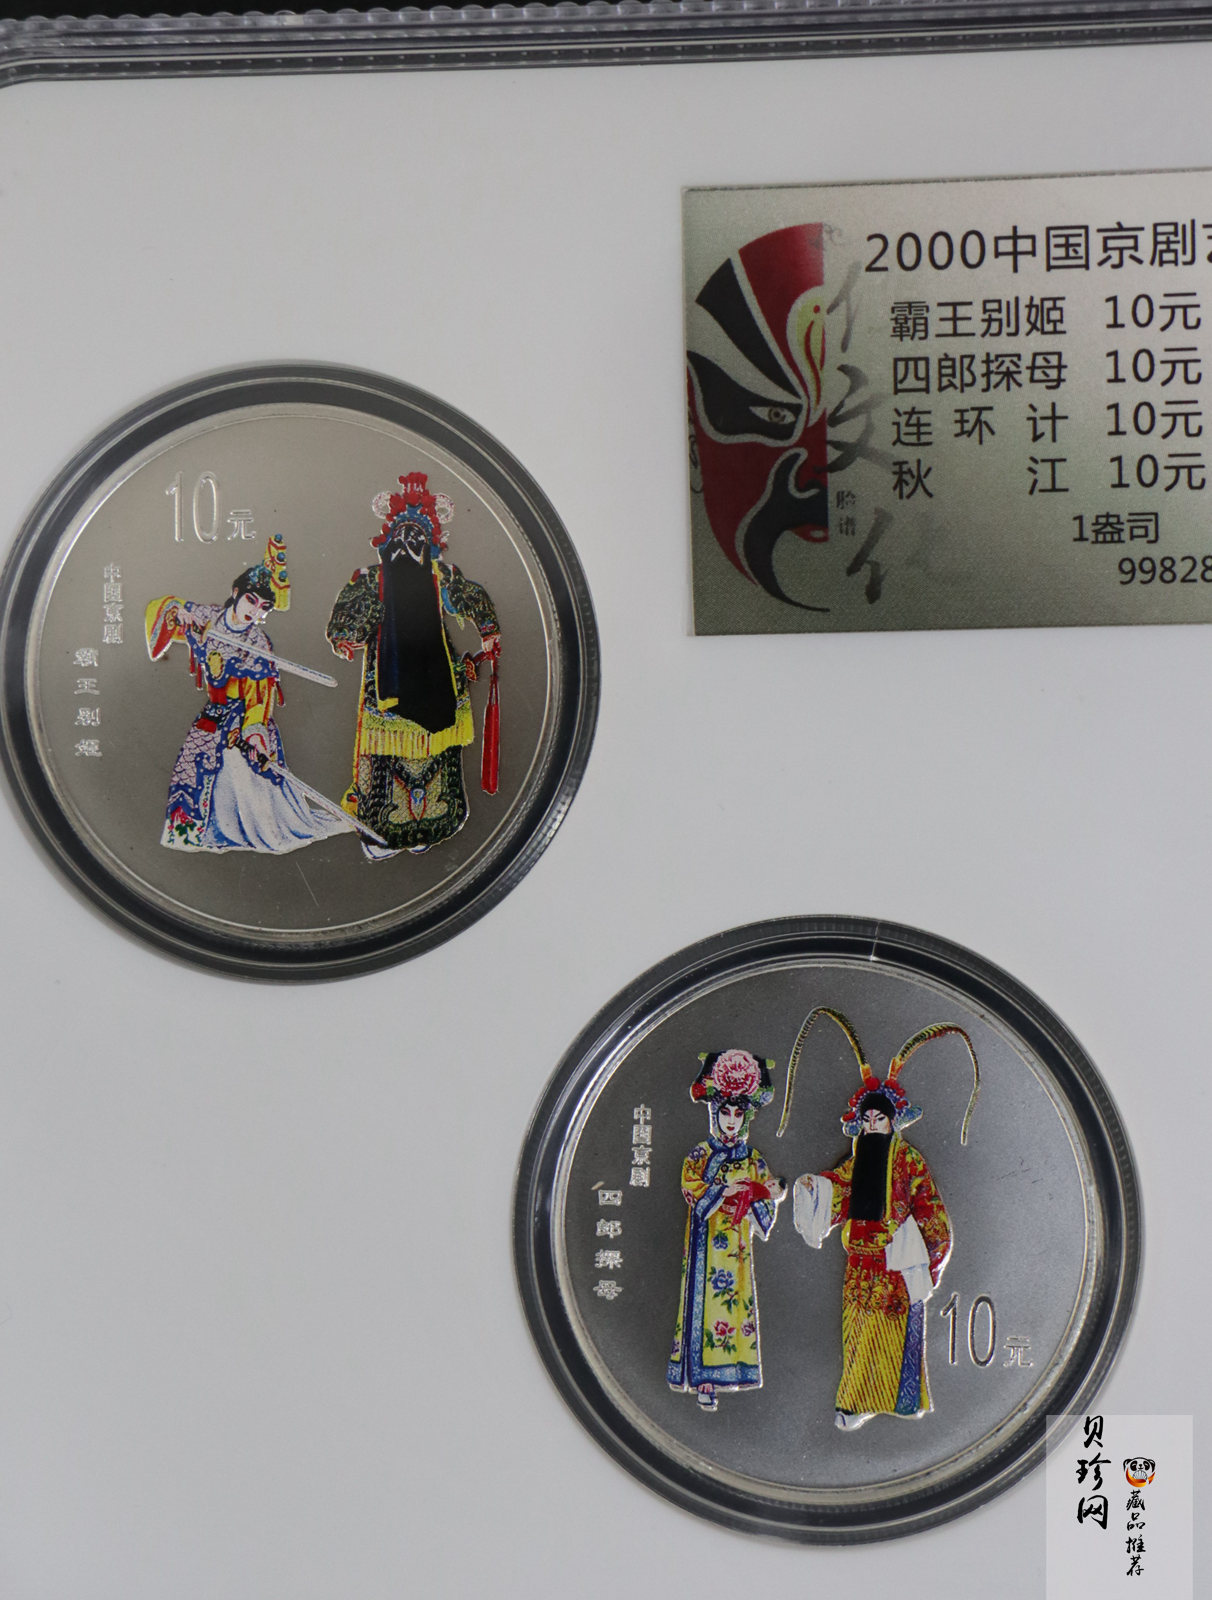 2000中国京剧
霸王别姬 10元
四郎探母 10元
连环计 10元
秋江 10元
1盎司
99828
脸谱
10元
中国京剧
霸王别姬
中国京剧
四郎探母
10元
贝珍网
藏品推荐